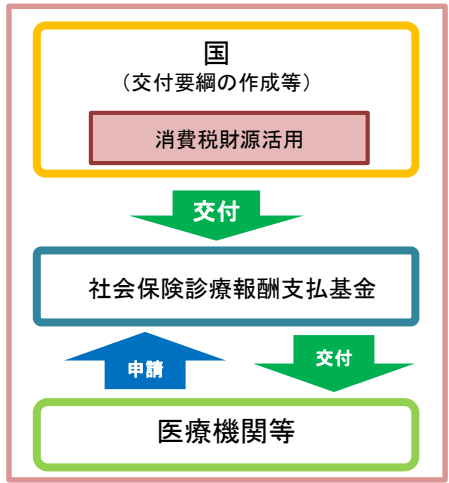 国
（交付要綱の作成等）
消費税財源活用
交付
社会保険診療報酬支払基金
申請
交付
医療機関等